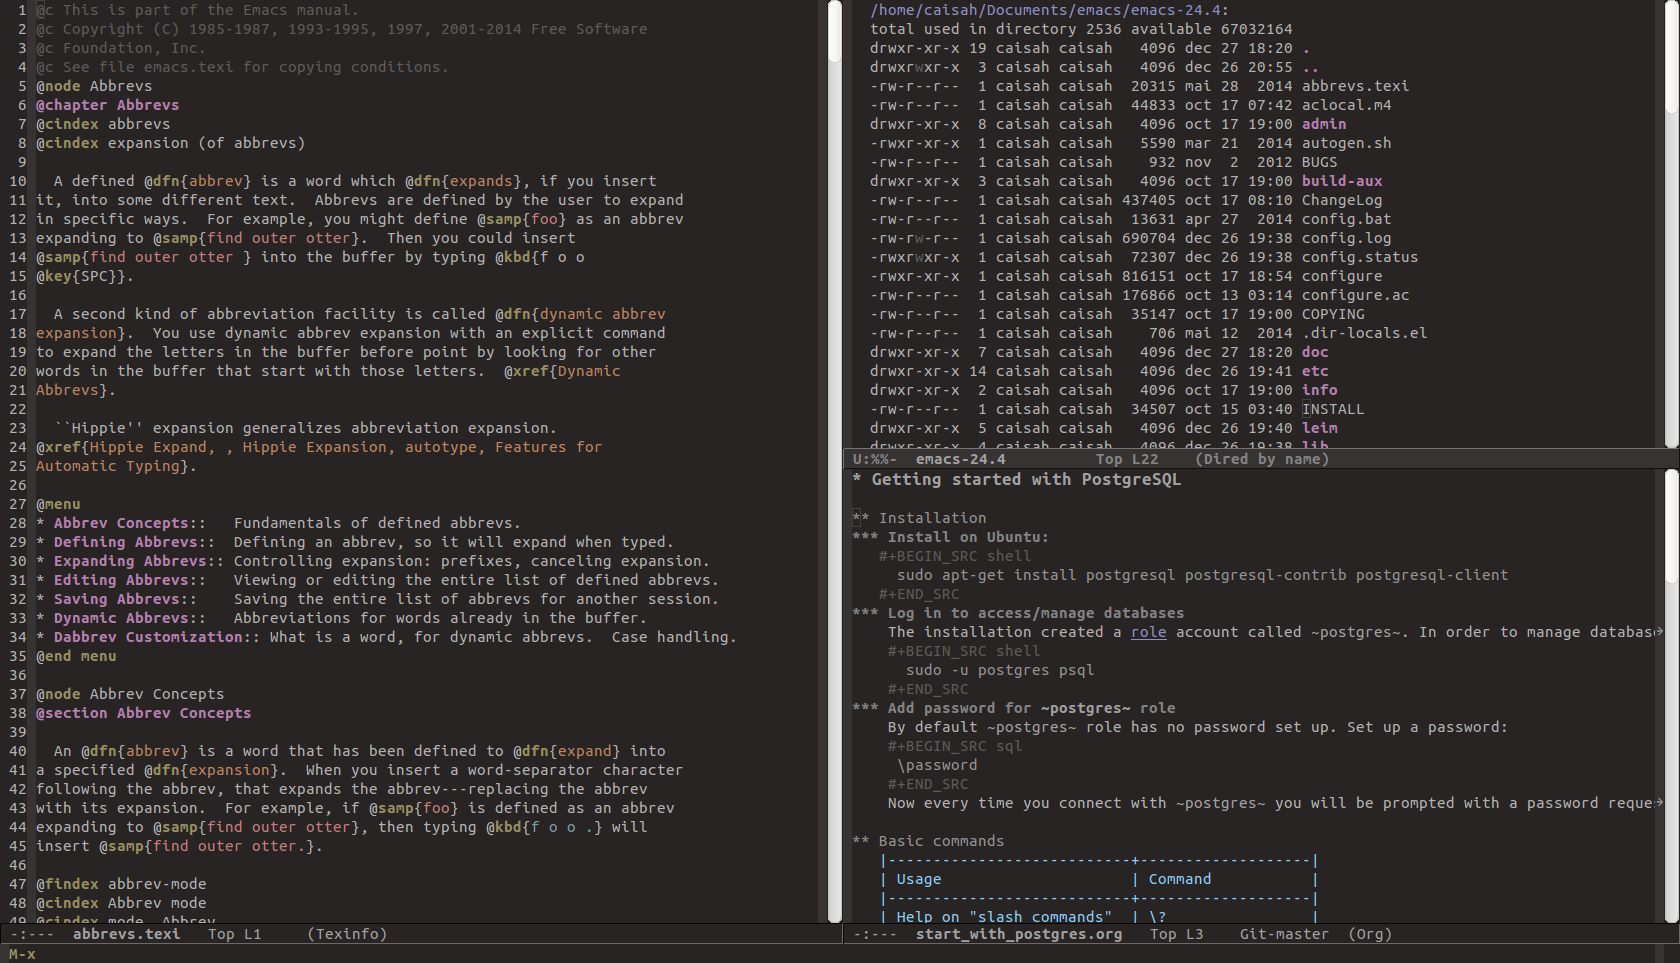 1 @c This is part of the Emacs manual.
2 @c Copyright (C) 1985-1987, 1993-1995, 1997, 2001-2014 Free Software
3 @c Foundation, Inc.
4 @c See file emacs.texi for copying conditions.
5 @node Abbrevs
6 @chapter Abbrevs
7 @cindex abbrevs
8 @cindex expansion (of abbrevs)
9
10   A defined @dfn{abbrev} is a word which @dfn{expands}, if you insert
11 it, into some different text.  Abbrevs are defined by the user to expand
12 in specific ways.  For example, you might define @samp{foo} as an abbrev
13 expanding to @samp{find outer otter}.  Then you could insert
14 @samp{find outer otter } into the buffer by typing @kbd{f o o
15 @key{SPC}}.
16
17   A second kind of abbreviation facility is called @dfn{dynamic abbrev
18 expansion}.  You use dynamic abbrev expansion with an explicit command
19 to expand the letters in the buffer before point by looking for other
20 words in the buffer that start with those letters.  @xref{Dynamic
21 Abbrevs}.
22
23   ``Hippie'' expansion generalizes abbreviation expansion.
24 @xref{Hippie Expand, , Hippie Expansion, autotype, Features for
25 Automatic Typing}.
26
27 @menu
28 * Abbrev Concepts::   Fundamentals of defined abbrevs.
29 * Defining Abbrevs::  Defining an abbrev, so it will expand when typed.
30 * Expanding Abbrevs:: Controlling expansion: prefixes, canceling expansion.
31 * Editing Abbrevs::   Viewing or editing the entire list of defined abbrevs.
32 * Saving Abbrevs::    Saving the entire list of abbrevs for another session.
33 * Dynamic Abbrevs::   Abbreviations for words already in the buffer.
34 * Dabbrev Customization:: What is a word, for dynamic abbrevs.  Case handling.
35 @end menu
36
37 @node Abbrev Concepts
38 @section Abbrev Concepts
39
40   An @dfn{abbrev} is a word that has been defined to @dfn{expand} into
41 a specified @dfn{expansion}.  When you insert a word-separator character
42 following the abbrev, that expands the abbrev---replacing the abbrev
43 with its expansion.  For example, if @samp{foo} is defined as an abbrev
44 expanding to @samp{find outer otter}, then typing @kbd{f o o .} will
45 insert @samp{find outer otter.}.
46
47 @findex abbrev-mode
48 @cindex Abbrev mode
49 @cindex mode, Abbrev
-:---  abbrevs.texi   Top L1     (Texinfo)
/home/caisah/Documents/emacs/emacs-24.4:
total used in directory 2536 available 67032164
drwxr-xr-x 19 caisah caisah   4096 dec 27 18:20 .
drwxrwxr-x  3 caisah caisah   4096 dec 26 20:55 ..
-rw-r--r--  1 caisah caisah  20315 mai 28  2014 abbrevs.texi
-rw-r--r--  1 caisah caisah  44833 oct 17 07:42 aclocal.m4
drwxr-xr-x  8 caisah caisah   4096 oct 17 19:00 admin
-rwxr-xr-x  1 caisah caisah   5590 mar 21  2014 autogen.sh
-rw-r--r--  1 caisah caisah    932 nov  2  2012 BUGS
drwxr-xr-x  3 caisah caisah   4096 oct 17 19:00 build-aux
-rw-r--r--  1 caisah caisah 437405 oct 17 08:10 ChangeLog
-rw-r--r--  1 caisah caisah  13631 apr 27  2014 config.bat
-rw-rw-r--  1 caisah caisah 690704 dec 26 19:38 config.log
-rwxrwxr-x  1 caisah caisah  72307 dec 26 19:38 config.status
-rwxr-xr-x  1 caisah caisah 816151 oct 17 18:54 configure
-rw-r--r--  1 caisah caisah 176866 oct 13 03:14 configure.ac
-rw-r--r--  1 caisah caisah  35147 oct 17 19:00 COPYING
-rw-r--r--  1 caisah caisah    706 mai 12  2014 .dir-locals.el
drwxr-xr-x  7 caisah caisah   4096 dec 27 18:20 doc
drwxr-xr-x 14 caisah caisah   4096 dec 26 19:41 etc
drwxr-xr-x  2 caisah caisah   4096 oct 17 19:00 info
-rw-r--r--  1 caisah caisah  34507 oct 15 03:40 INSTALL
drwxr-xr-x  5 caisah caisah   4096 dec 26 19:40 leim
drwxr-xr-x  4 caisah caisah   4096 dec 26 19:38 lib
U:%%-  emacs-24.4          Top L22    (Dired by name)
* Getting started with PostgreSQL
** Installation
*** Install on Ubuntu:
#+BEGIN_SRC shell
sudo apt-get install postgresql postgresql-contrib postgresql-client
#+END_SRC
*** Log in to access/manage databases
The installation created a role account called ~postgres~. In order to manage databas
#+BEGIN_SRC shell
sudo -u postgres psql
#+END_SRC
*** Add password for ~postgres~ role
By default ~postgres~ role has no password set up. Set up a password:
#+BEGIN_SRC sql
\password
#+END_SRC
Now every time you connect with ~postgres~ you will be prompted with a password reque
** Basic commands
|---------------------------+-------------------|
| Usage                     | Command           |
|---------------------------+-------------------|
| Help on "slash commands"  | \?                |
-:---  start_with_postgres.org   Top L3    Git-master  (Org)
M-x